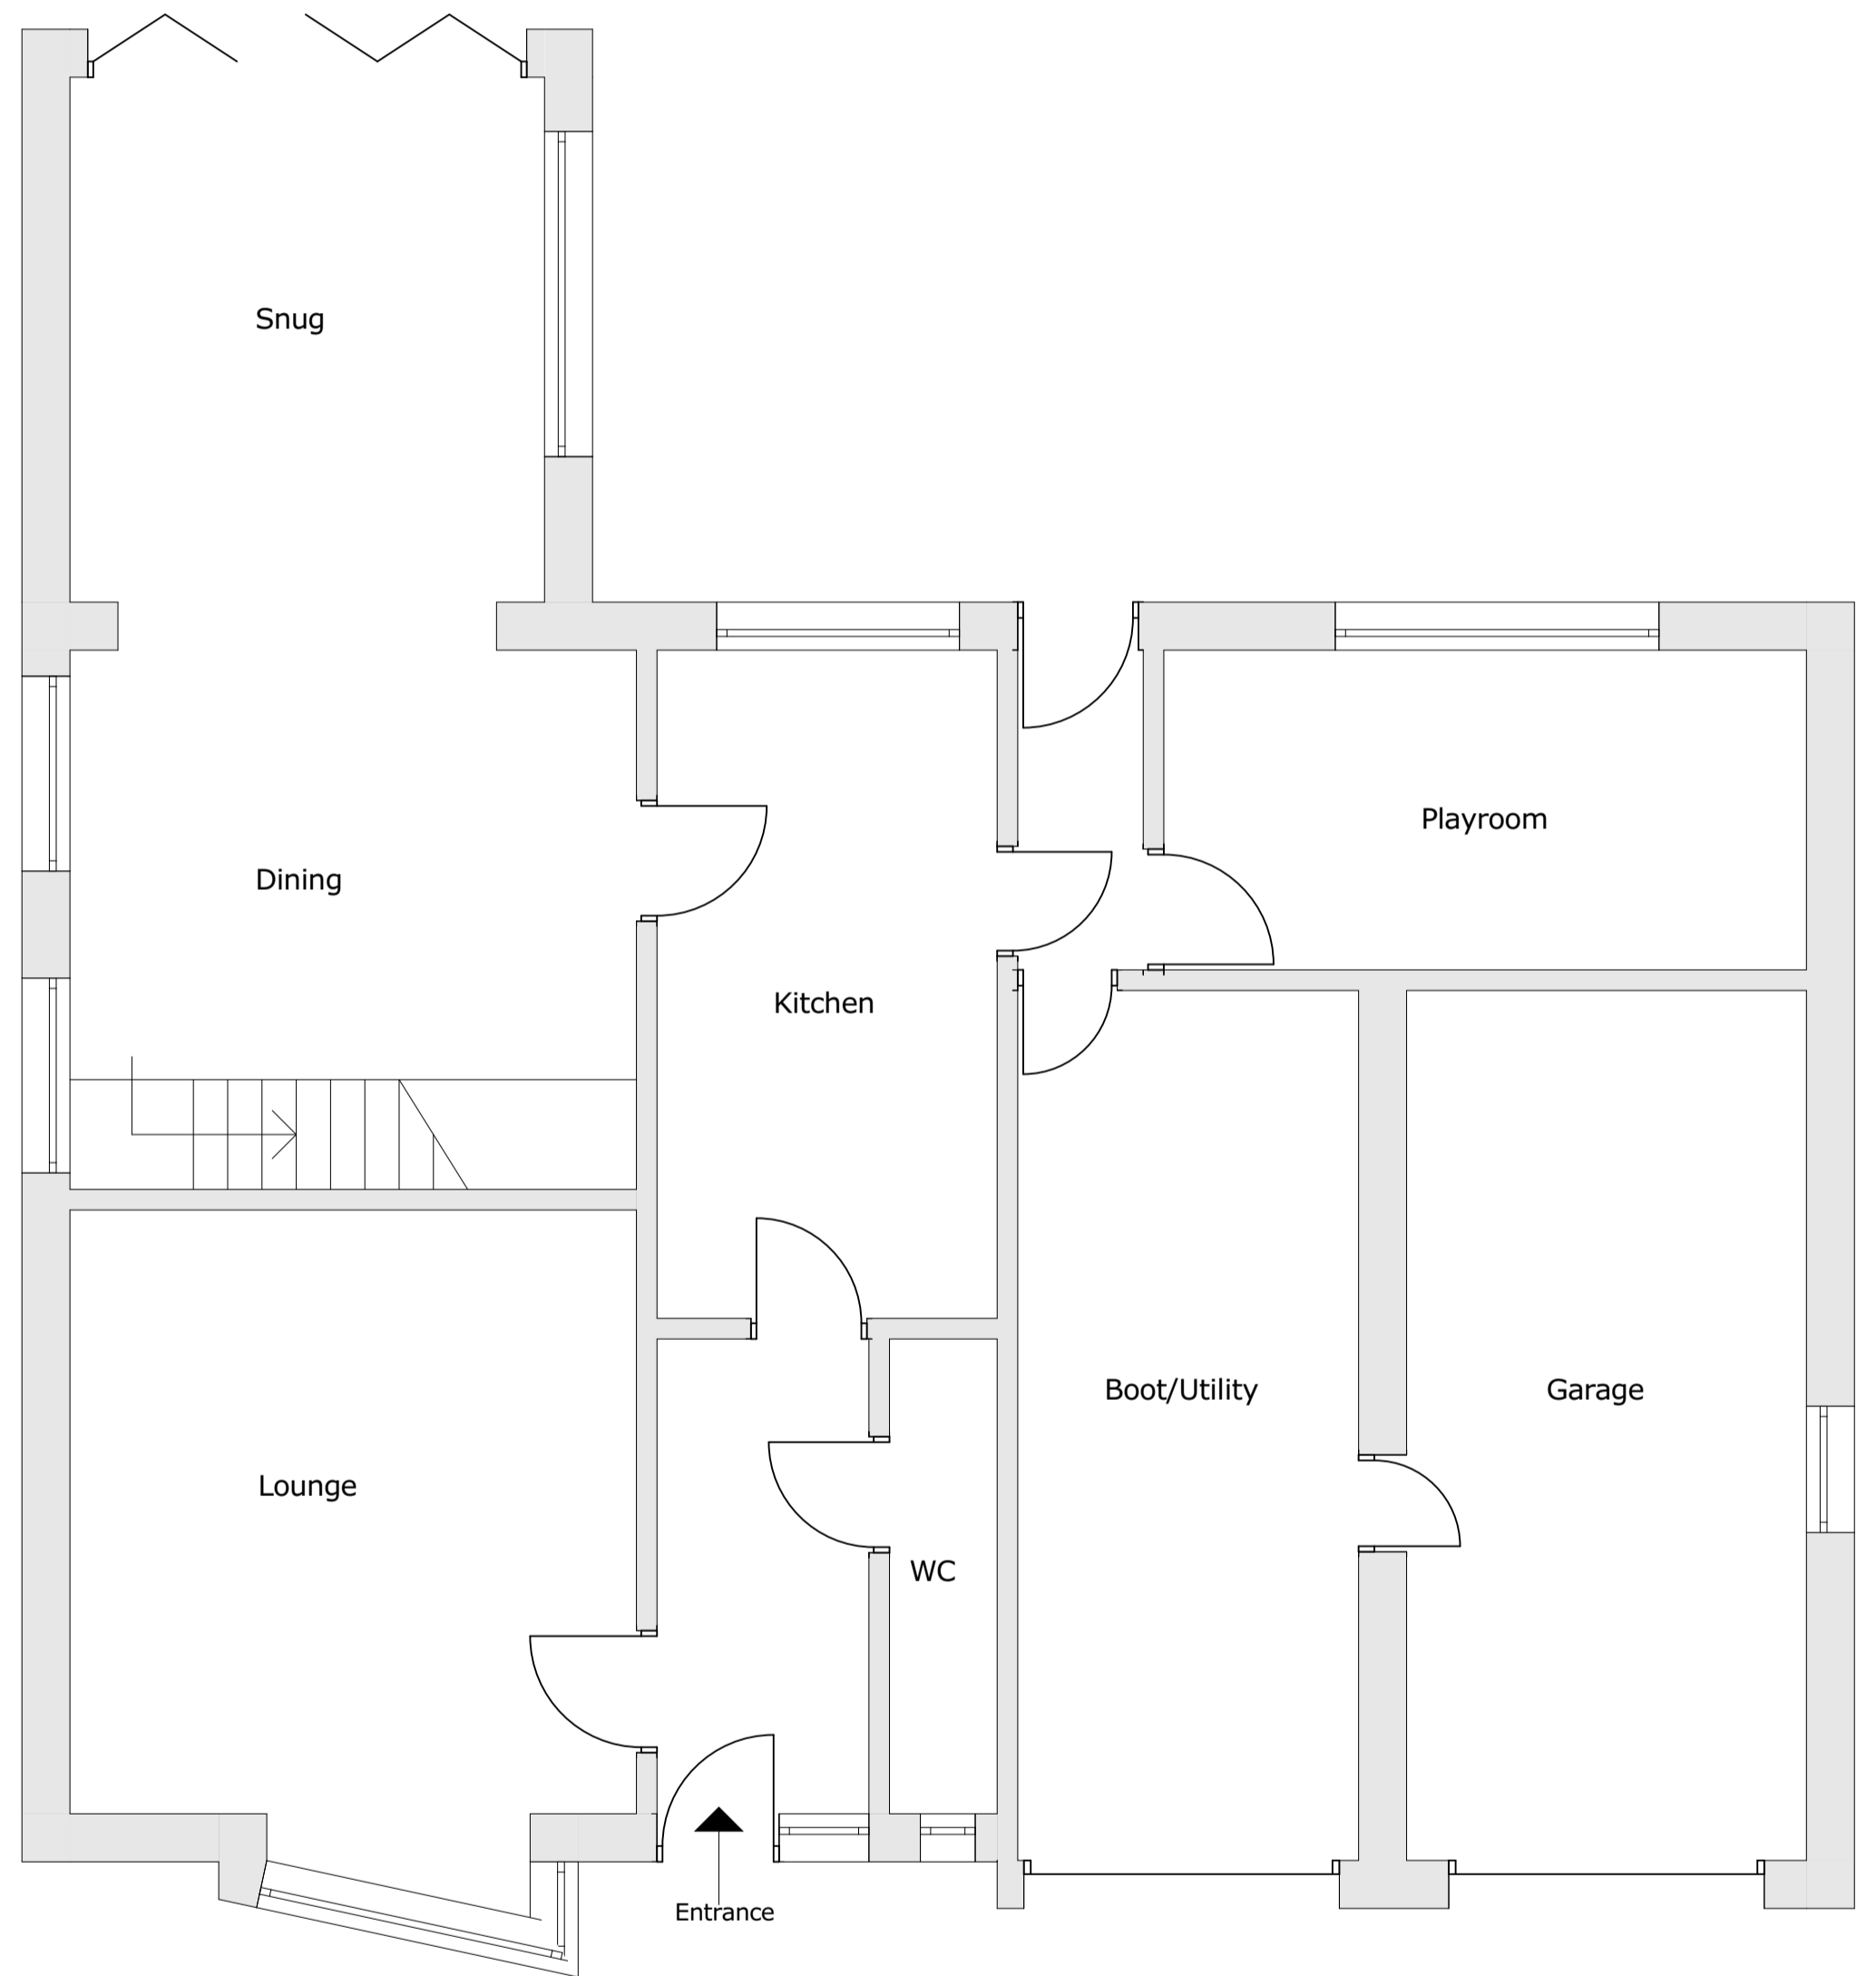 Snug
Playroom
Dining
Kitchen
Boot/Utility
Garage
Lounge
WC
Entrance